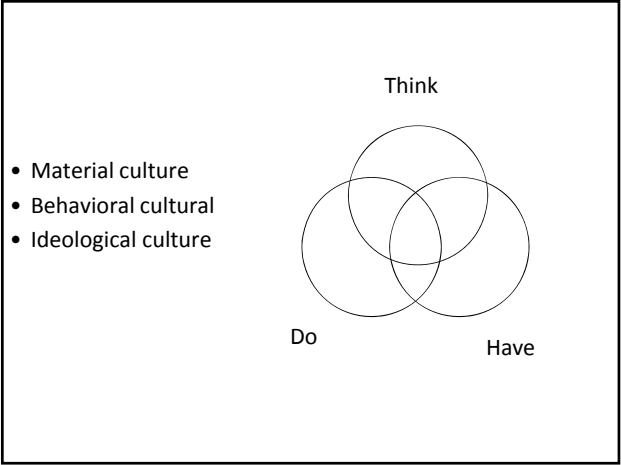 Think
• Material culture
• Behavioral cultural
• Ideological culture
Do
Have